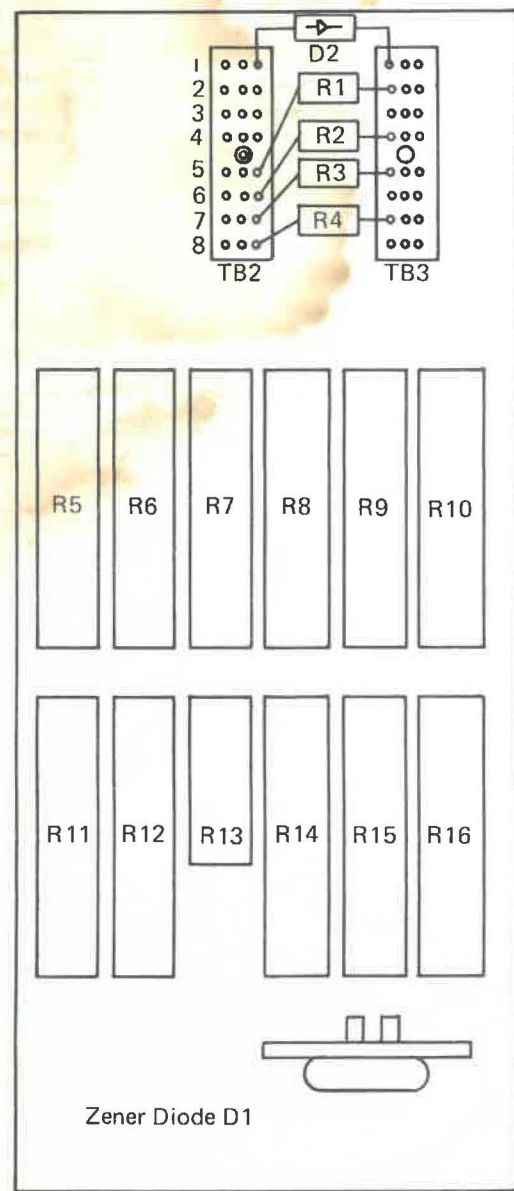 D2
1
2 R1
3
4 R2
5 R3
6
7 R4
8
TB2 TB3
R5 R6 R7 R8 R9 R10
R11 R12 R13 R14 R15 R16
Zener Diode D1